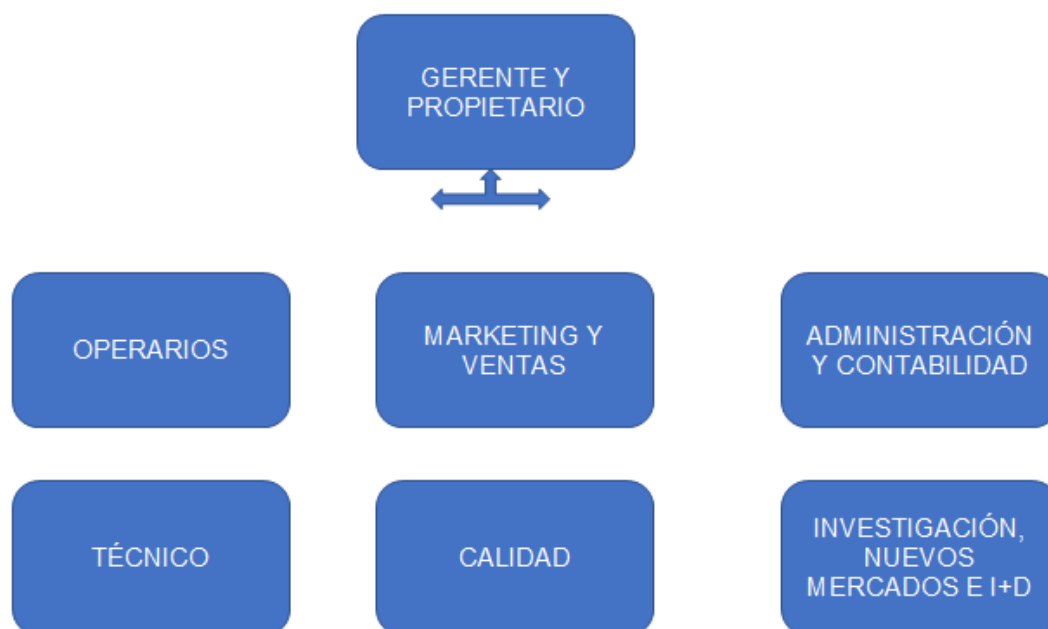 GERENTE Y
PROPIETARIO
OPERARIOS
MARKETING Y
VENTAS
ADMINISTRACIÓN
Y CONTABILIDAD
TÉCNICO
CALIDAD
INVESTIGACIÓN,
NUEVOS
MERCADOS E I+D